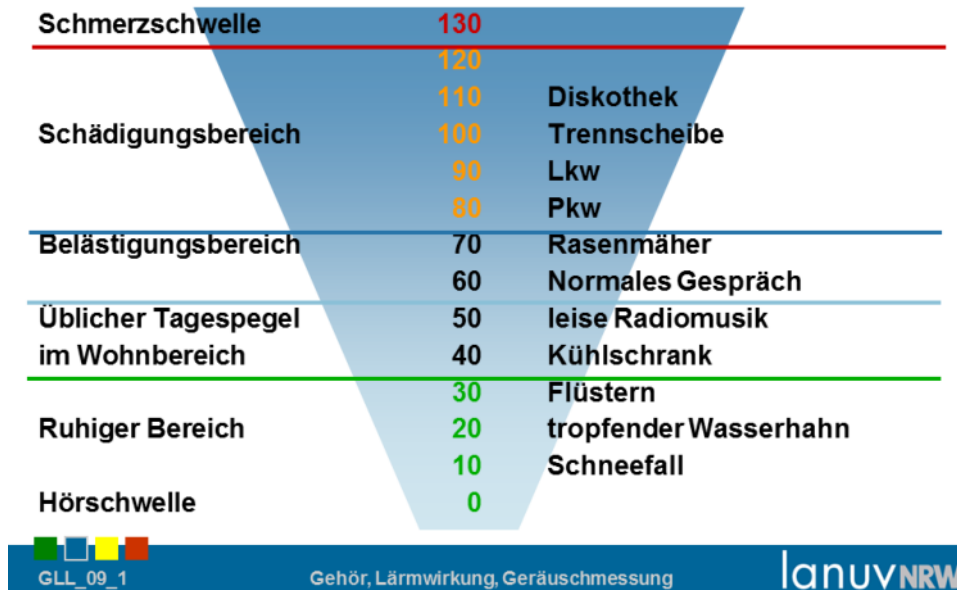 Schmerzschwelle 130
120
110 Diskothek
Schädigungsbereich 100 Trennscheibe
90 Lkw
80 Pkw
Belästigungsbereich 70 Rasenmäher
60 Normales Gespräch
Üblicher Tagespegel 50 leise Radiomusik
im Wohnbereich 40 Kühlschrank
30 Flüstern
Ruhiger Bereich 20 tropfender Wasserhahn
10 Schneefall
Hörschwelle 0
GLL_09_1 Gehör, Lärmwirkung, Geräuschmessung lanuv NRW